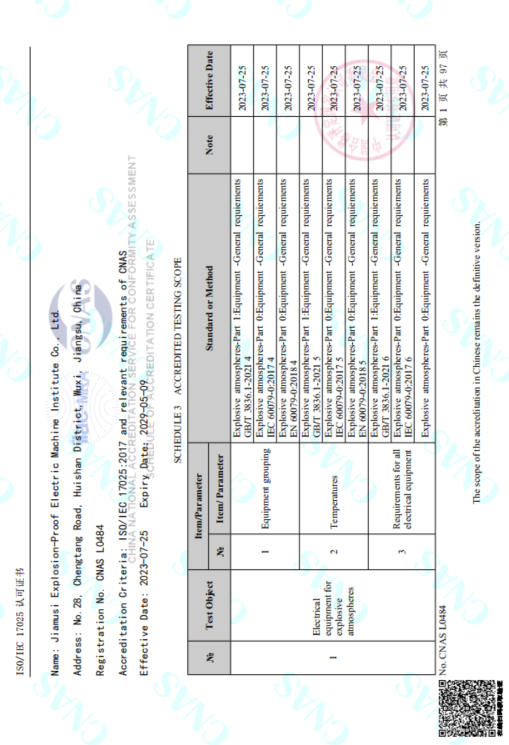 ISO/IEC 17025 认可证书
Name: Jiamusi Explosion-Proof Electric Machine Institute Co., Ltd.
Address: No.28, Chengtang Road, Huishan District, Wuxi, Jiangsu, China
Registration No. CNAS L0484
Accreditation Criteria: ISO/IEC 17025:2017 and relevant requirements of CNAS
CHINA NATIONAL ACCREDITATION SERVICE FOR CONFORMITY ASSESSMENT
Effective Date: 2023-07-25 Expiry Date: 2029-05-09
SCHEDULE OF ACCREDITATION CERTIFICATE
SCHEDULE 3 ACCREDITED TESTING SCOPE
№ Test Object Item/Parameter Standard or Method Note Effective Date
№ Item/ Parameter
1 Electrical equipment for explosive atmospheres
1 Equipment grouping
Explosive atmospheres-Part 1:Equipment -General requiements
GB/T 3836.1-2021 4
2023-07-25
Explosive atmospheres-Part 0:Equipment -General requiements
IEC 60079-0:2017 4
2023-07-25
Explosive atmospheres-Part 0:Equipment -General requiements
EN 60079-0:2018 4
2023-07-25
2 Temperatures
Explosive atmospheres-Part 1:Equipment -General requiements
GB/T 3836.1-2021 5
2023-07-25
Explosive atmospheres-Part 0:Equipment -General requiements
IEC 60079-0:2017 5
2023-07-25
Explosive atmospheres-Part 0:Equipment -General requiements
EN 60079-0:2018 5
2023-07-25
3 Requirements for all electrical equipment
Explosive atmospheres-Part 1:Equipment -General requiements
GB/T 3836.1-2021 6
2023-07-25
Explosive atmospheres-Part 0:Equipment -General requiements
IEC 60079-0:2017 6
2023-07-25
Explosive atmospheres-Part 0:Equipment -General requiements
2023-07-25
No. CNAS L0484
第 1 页 共 97 页
The scope of the accreditation in Chinese remains the definitive version.
CNAS